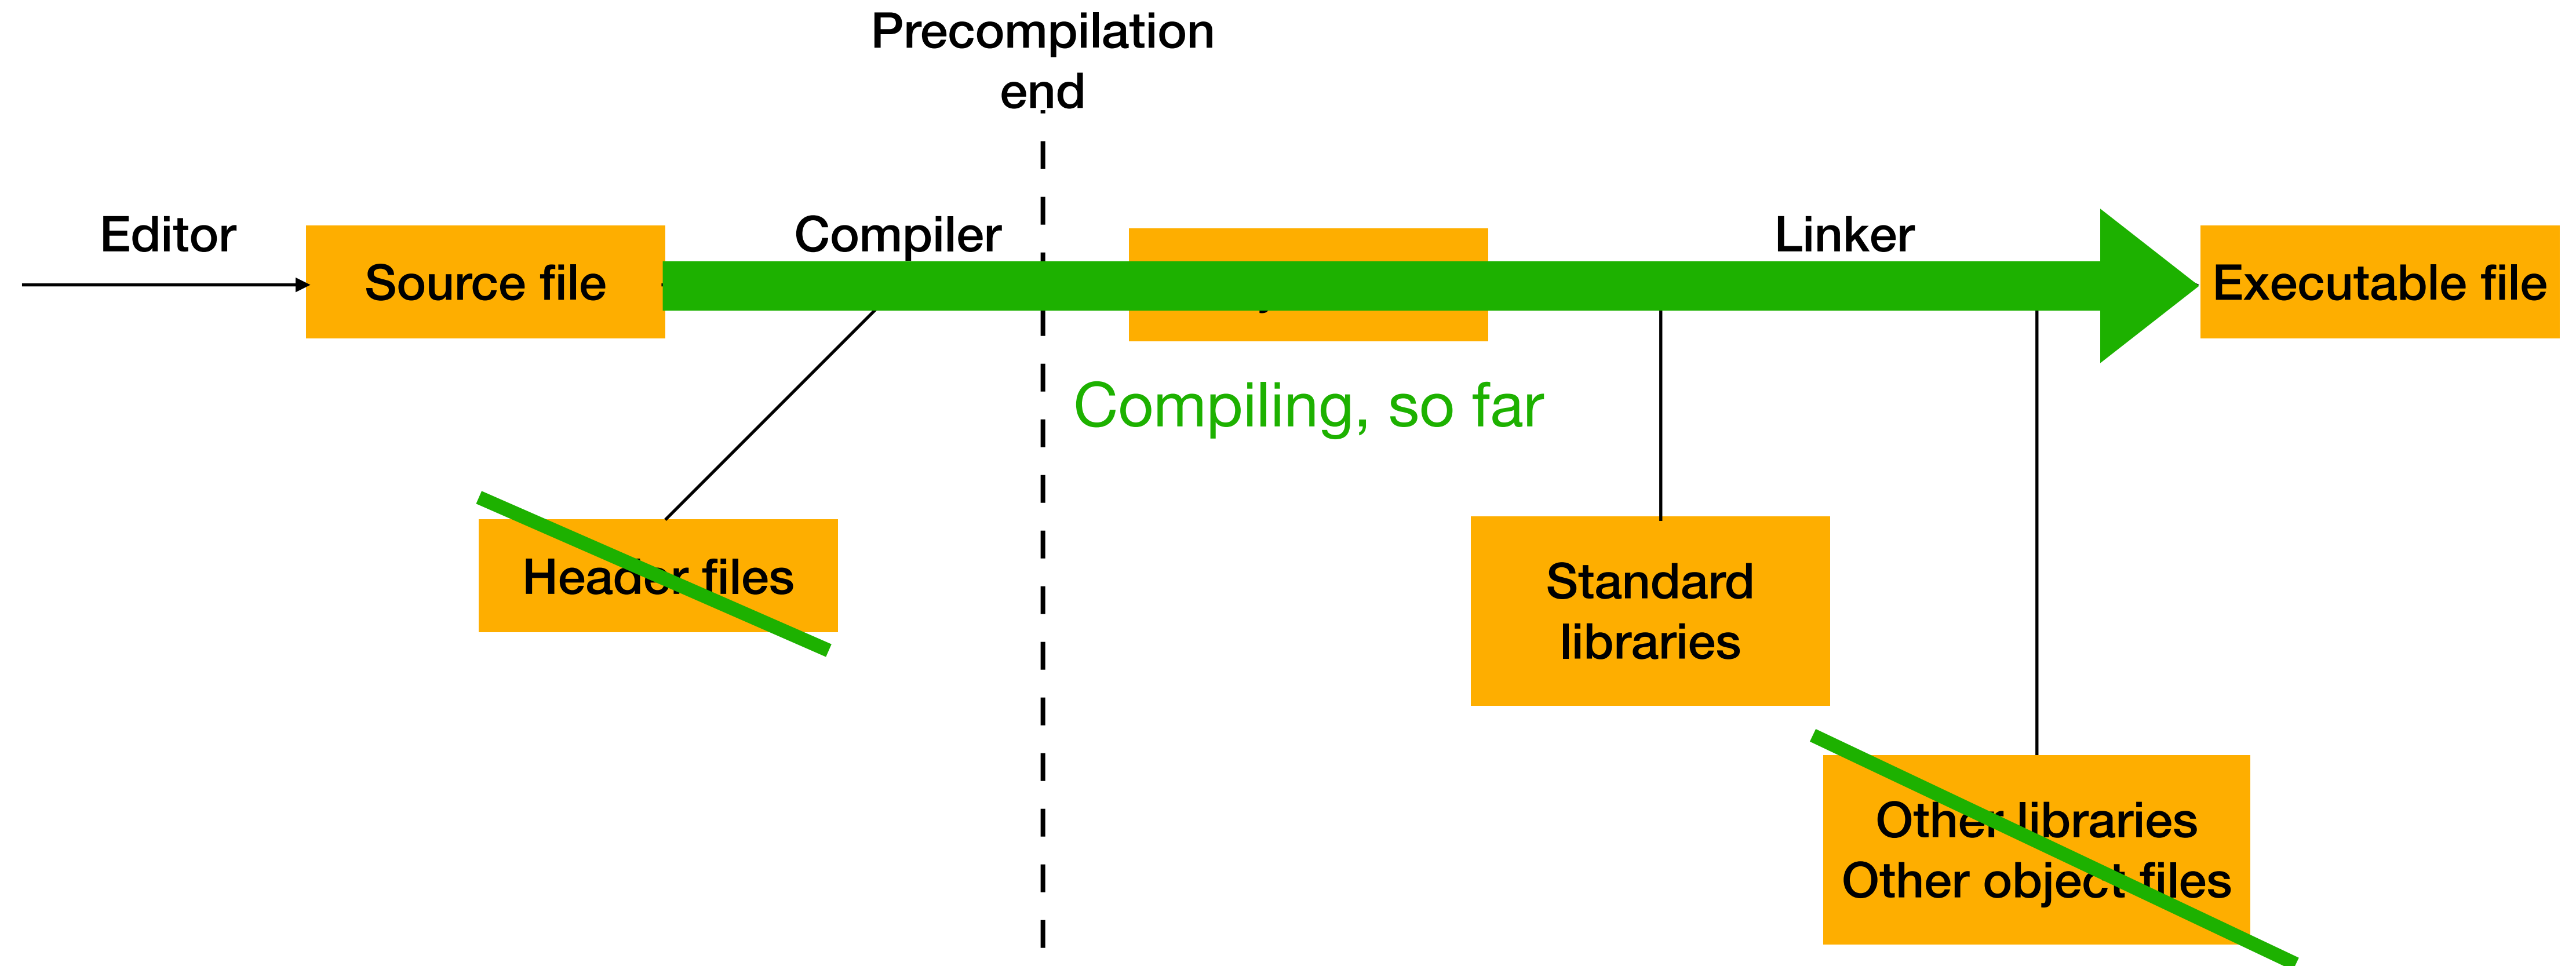 Precompilation
end
Editor
Source file
Compiler
Linker
Executable file
Compiling, so far
Header files
Standard
libraries
Other libraries
Other object files